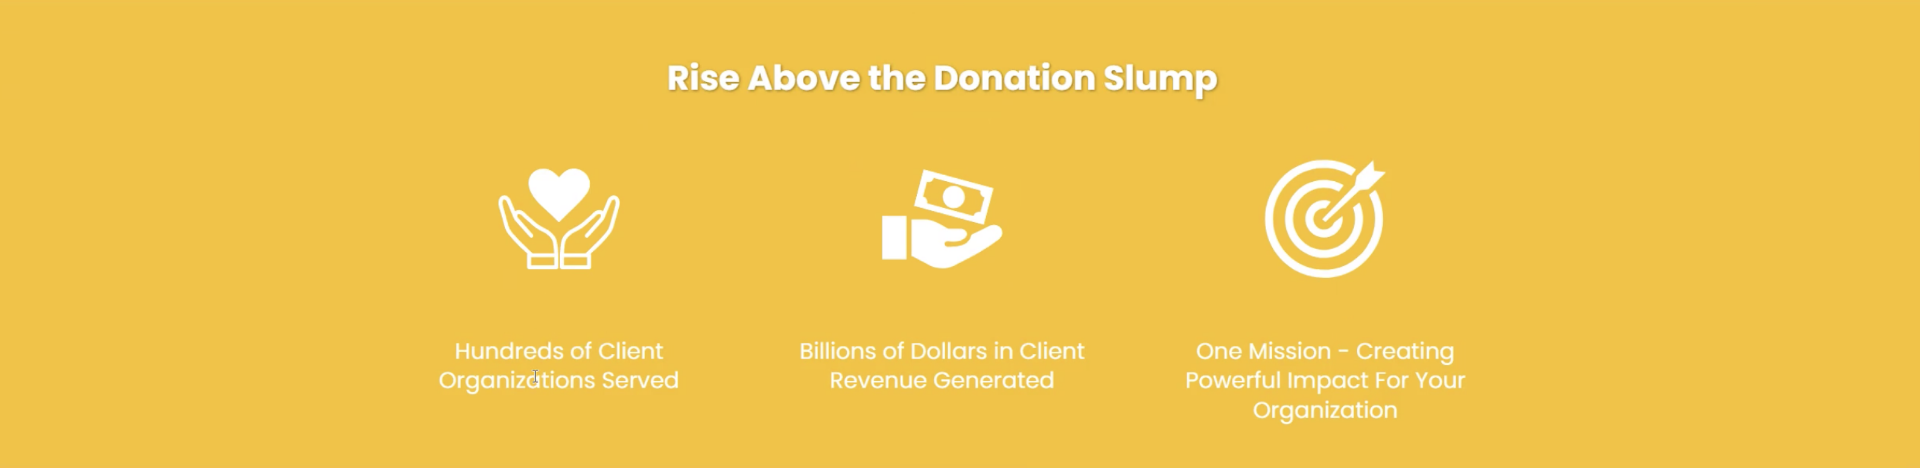 Rise Above the Donation Slump
Hundreds of Client
Organizations Served
Billions of Dollars in Client
Revenue Generated
One Mission - Creating
Powerful Impact For Your
Organization